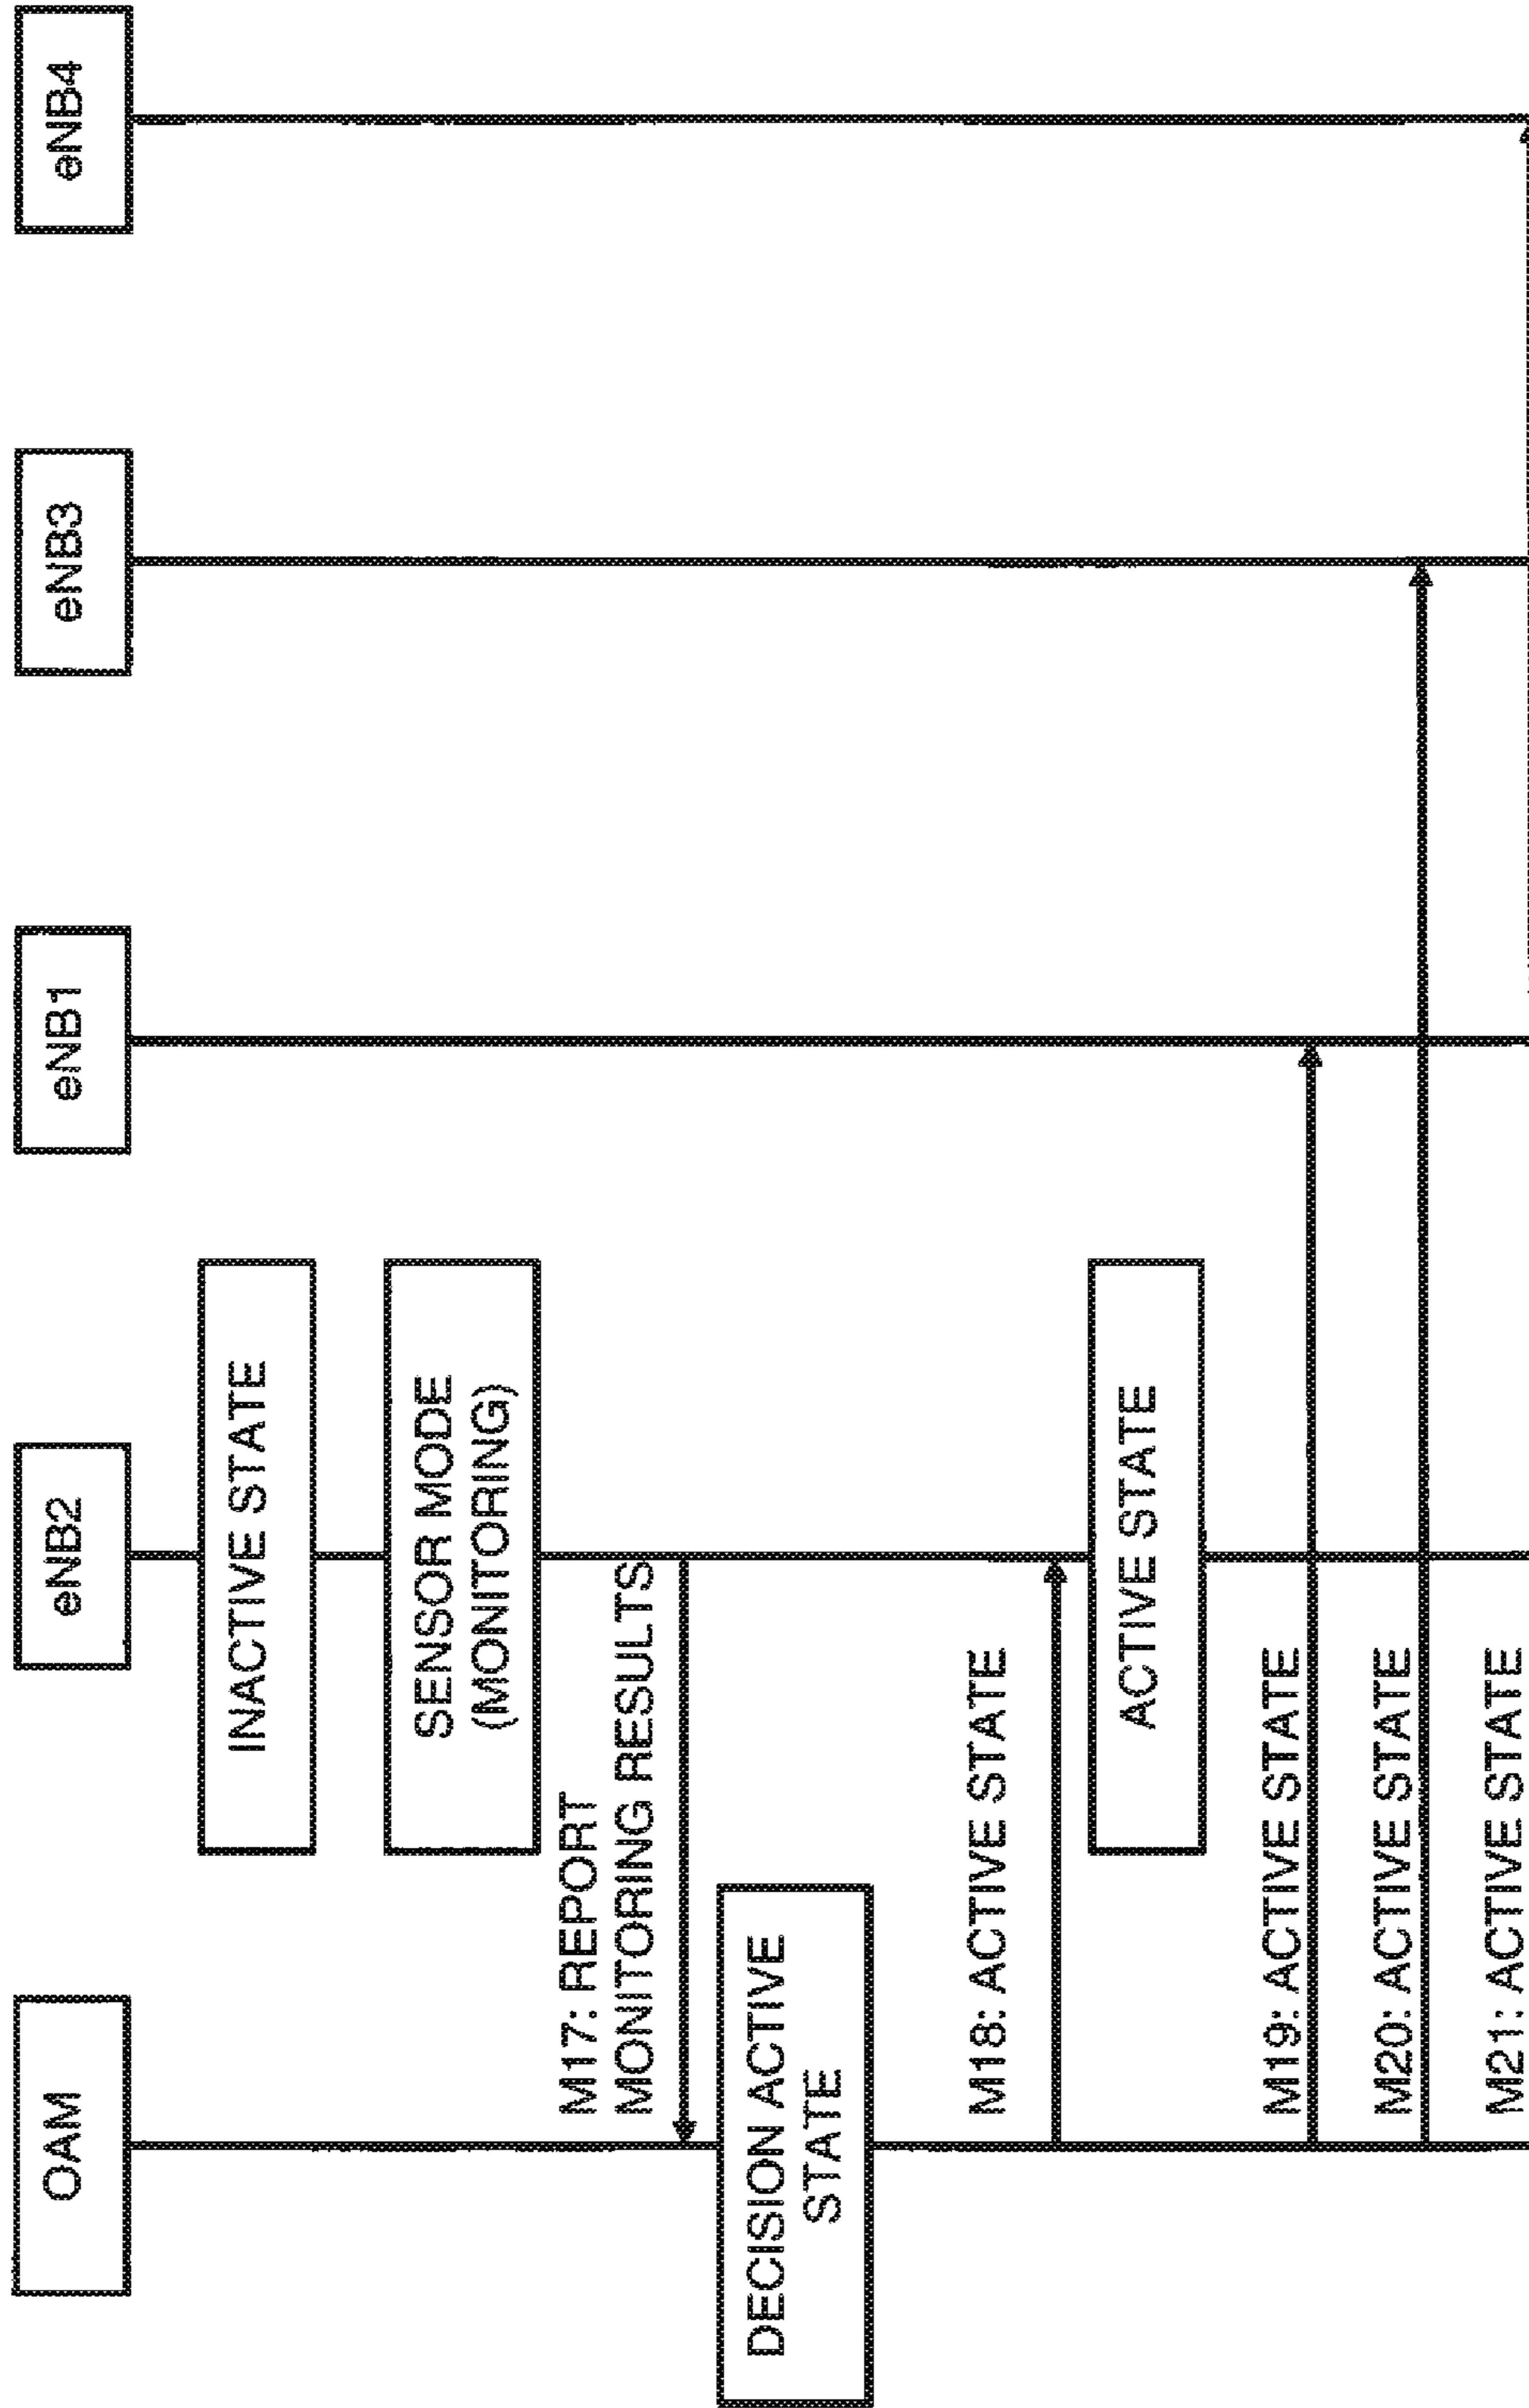 OAM
eNB2
eNB1
eNB3
eNB4
INACTIVE STATE
SENSOR MODE
(MONITORING)
M17: REPORT
MONITORING RESULTS
DECISION ACTIVE
STATE
M18: ACTIVE STATE
ACTIVE STATE
M19: ACTIVE STATE
M20: ACTIVE STATE
M21: ACTIVE STATE